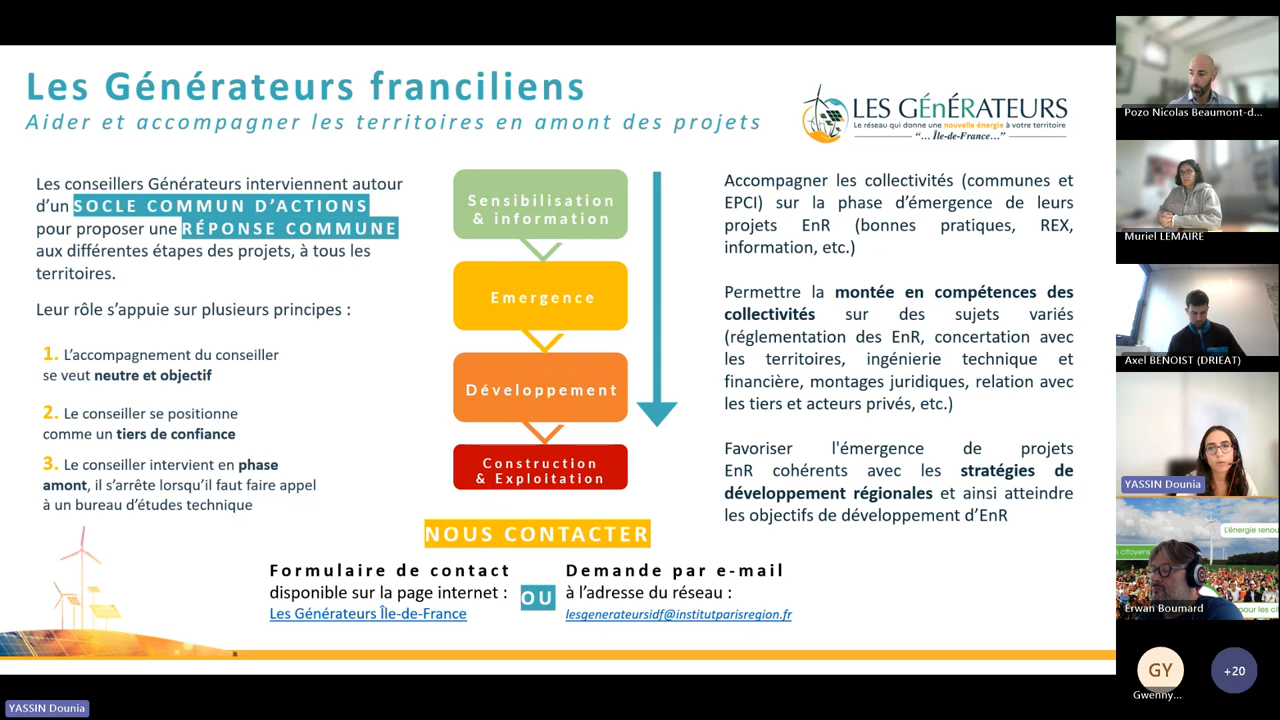 Les Générateurs franciliens
Aider et accompagner les territoires en amont des projets
LES GÉnÉRATEURS
Le réseau qui donne une nouvelle énergie à votre territoire
“… Île-de-France…”
Les conseillers Générateurs interviennent autour
d’un SOCLE COMMUN D’ACTIONS
pour proposer une RÉPONSE COMMUNE
aux différentes étapes des projets, à tous les
territoires.
Leur rôle s’appuie sur plusieurs principes :
1. L’accompagnement du conseiller
se veut neutre et objectif
2. Le conseiller se positionne
comme un tiers de confiance
3. Le conseiller intervient en phase
amont, il s’arrête lorsqu’il faut faire appel
à un bureau d’études technique
Sensibilisation
& information
Emergence
Développement
Construction
& Exploitation
Accompagner les collectivités (communes et
EPCI) sur la phase d’émergence de leurs
projets EnR (bonnes pratiques, REX,
information, etc.)
Permettre la montée en compétences des
collectivités sur des sujets variés
(réglementation des EnR, concertation avec
les territoires, ingénierie technique et
financière, montages juridiques, relation avec
les tiers et acteurs privés, etc.)
Favoriser l'émergence de projets
EnR cohérents avec les stratégies de
développement régionales et ainsi atteindre
les objectifs de développement d’EnR
NOUS CONTACTER
Formulaire de contact
disponible sur la page internet :
Les Générateurs Île-de-France
OU
Demande par e-mail
à l’adresse du réseau :
lesgenerateursidf@institutparisregion.fr
Pozo Nicolas Beaumont-d...
Muriel LEMAIRE
Axel BENOIST (DRIEAT)
YASSIN Dounia
L'énergie renou
s citoyens
pour les ci
Erwan Boumard
GY
Gwenny...
+20
YASSIN Dounia